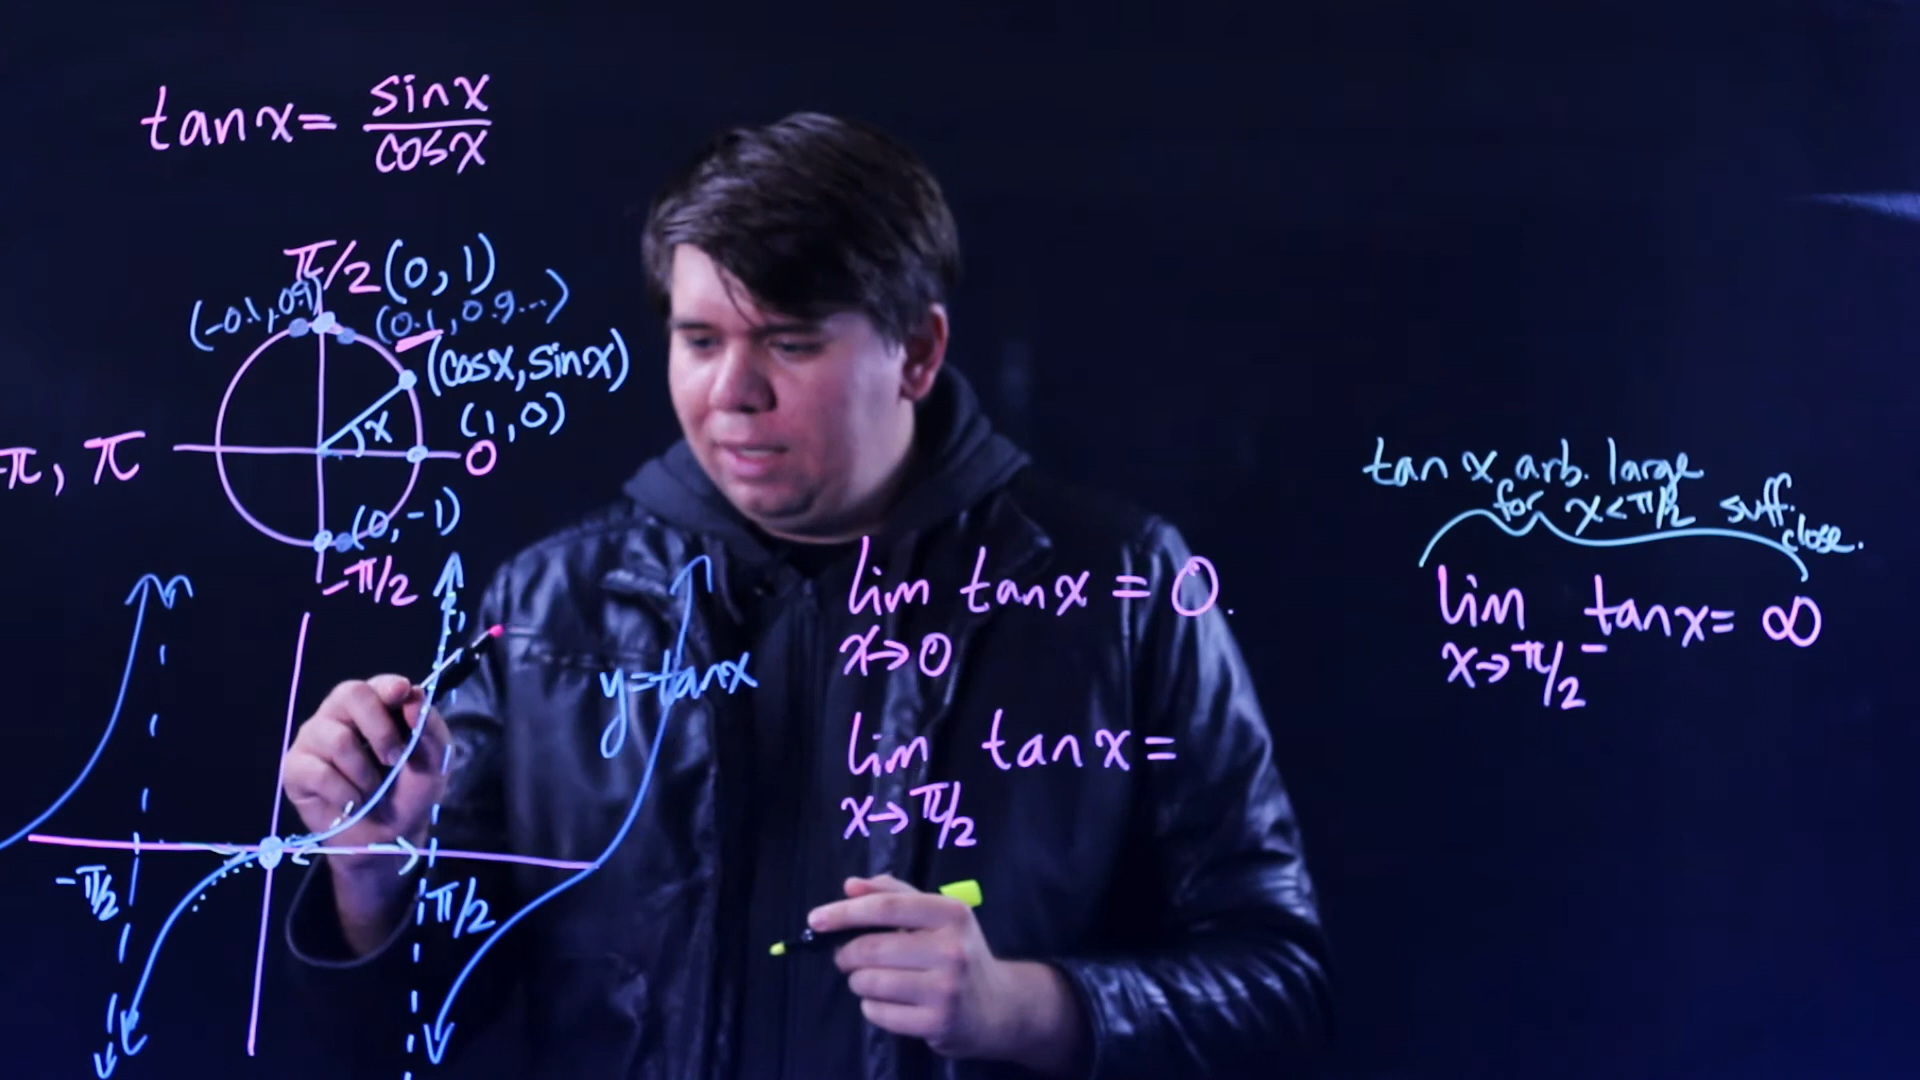 tan x = sin x / cos x
π/2 (0, 1)
(-0.1, 0.9) (0.1, 0.9...)
(cos x, sin x)
x (1, 0)
-π, π 0
(0, -1)
-π/2
y = tan x
-π/2 π/2
lim tan x = 0.
x→0
lim tan x =
x→π/2
tan x arb. large
for x < π/2 suff.
close.
lim tan x = ∞
x→π/2⁻